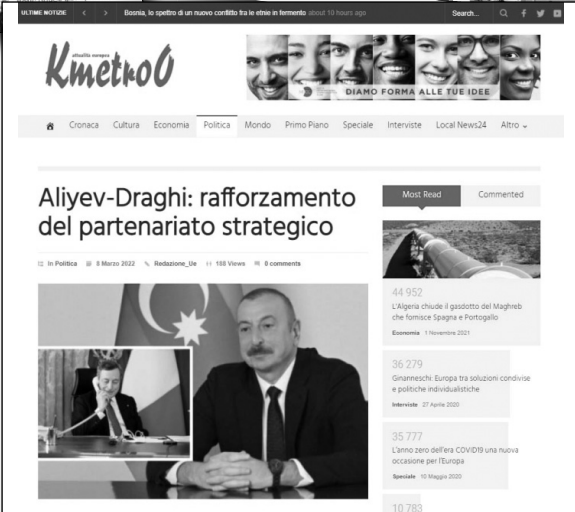 ULTIME NOTIZIE < > Bosnia, lo spettro di un nuovo conflitto fra le etnie in fermento about 19 hours ago Search...
attualità europea
Kmetro0
DIAMO FORMA ALLE TUE IDEE
Cronaca Cultura Economia Politica Mondo Primo Piano Speciale Interviste Local News24 Altro
Aliyev-Draghi: rafforzamento
del partenariato strategico
In Politica 8 Marzo 2022 Redazione_Ue 188 Views 0 comments
Most Read Commented
44 952
L'Algeria chiude il gasdotto del Maghreb
che fornisce Spagna e Portogallo
Economia 1 Novembre 2021
36 279
Ginanneschi: Europa tra soluzioni condivise
e politiche individualistiche
Interviste 27 Aprile 2020
35 777
L'anno zero dell'era COVID19 una nuova
occasione per l'Europa
Speciale 10 Maggio 2020
10 783